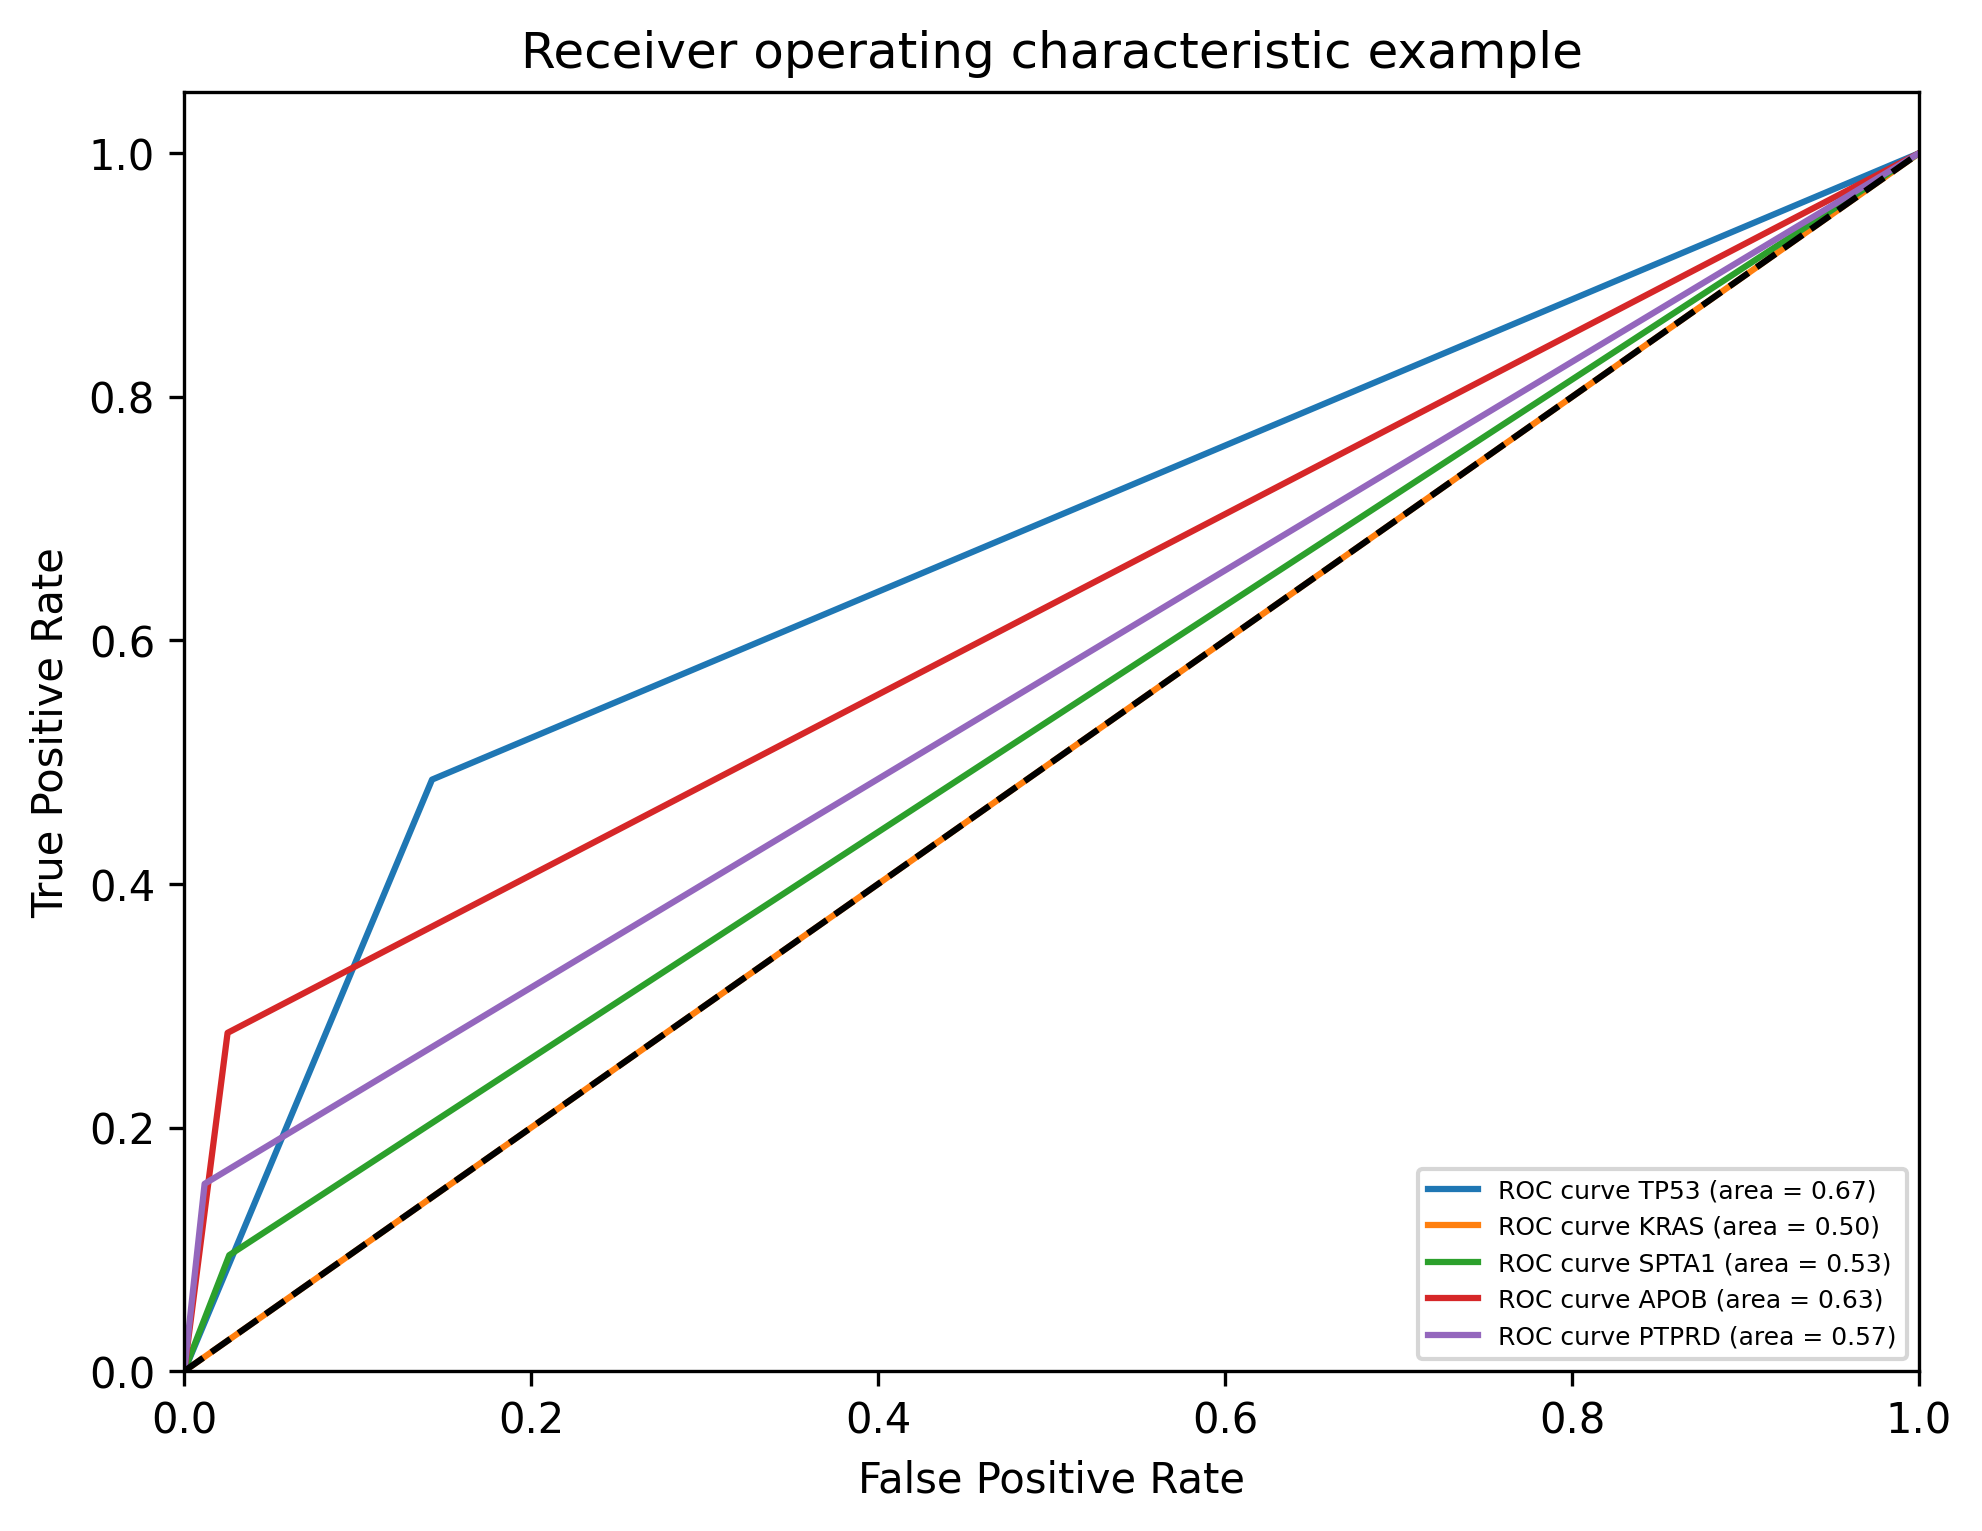 Receiver operating characteristic example
1.0
0.8
0.6
0.4
0.2
0.0
True Positive Rate
ROC curve TP53 (area = 0.67)
ROC curve KRAS (area = 0.50)
ROC curve SPTA1 (area = 0.53)
ROC curve APOB (area = 0.63)
ROC curve PTPRD (area = 0.57)
0.0 0.2 0.4 0.6 0.8 1.0
False Positive Rate